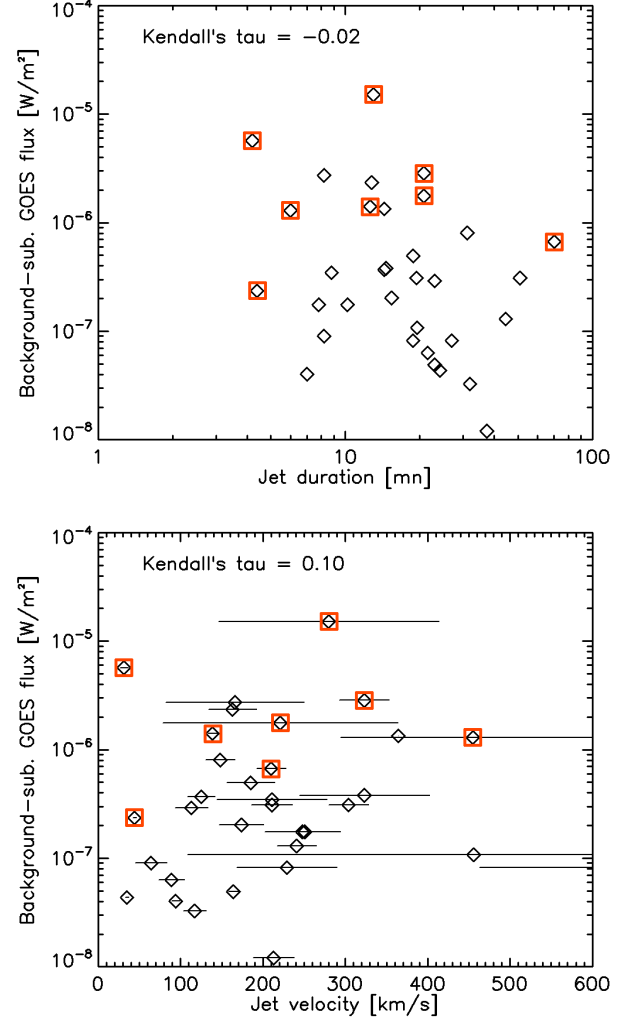 10⁻⁴
Kendall's tau = −0.02
10⁻⁵
10⁻⁶
10⁻⁷
10⁻⁸
Background−sub. GOES flux [W/m²]
1 10 100
Jet duration [mn]
10⁻⁴
Kendall's tau = 0.10
10⁻⁵
10⁻⁶
10⁻⁷
10⁻⁸
Background−sub. GOES flux [W/m²]
0 100 200 300 400 500 600
Jet velocity [km/s]